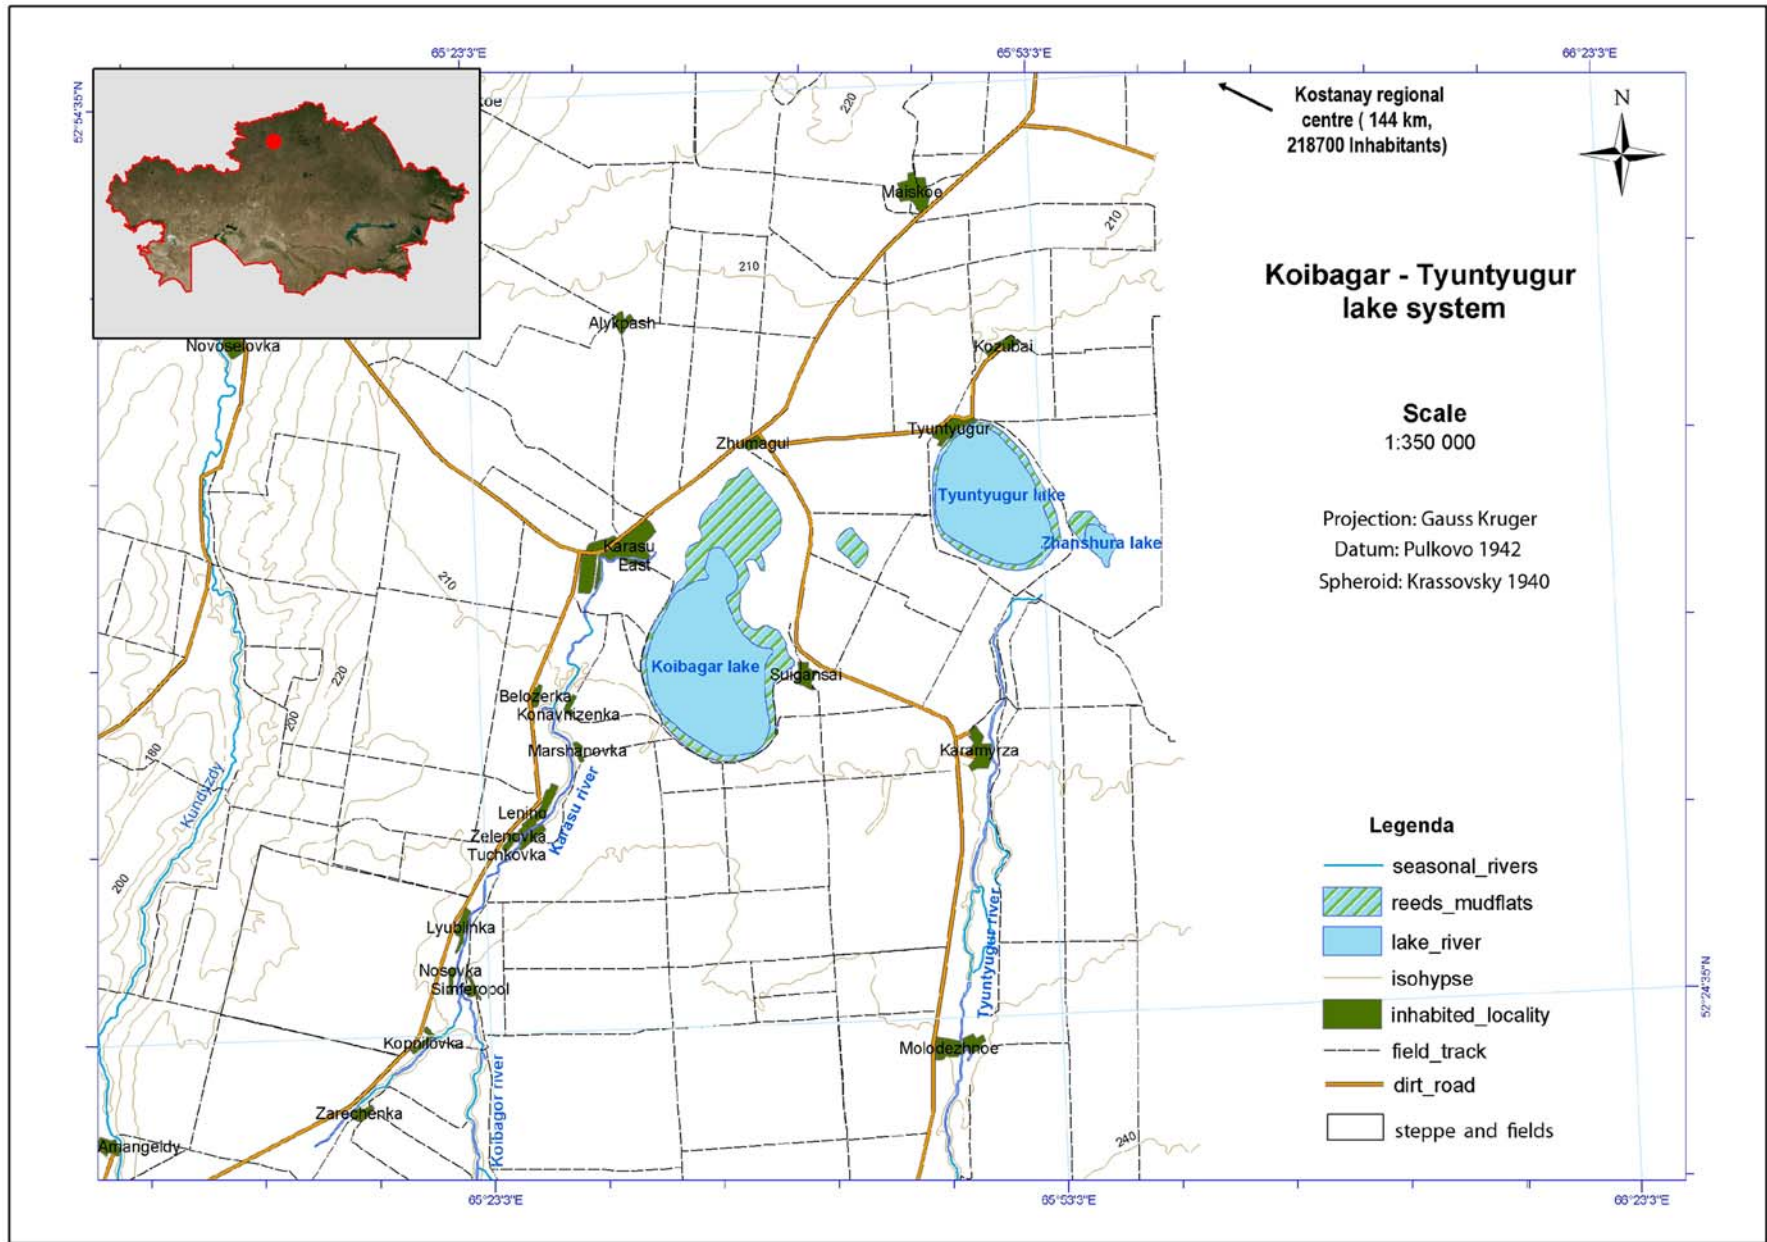 65°23'3"E
65°53'3"E
66°23'3"E
52°54'35"N
Kostanay regional
centre ( 144 km,
218700 Inhabitants)
N
Koibagar - Tyuntyugur
lake system
Scale
1:350 000
Projection: Gauss Kruger
Datum: Pulkovo 1942
Spheroid: Krassovsky 1940
220
Maiskoe
210
210
Alykpash
Novoselovka
Kozubai
Zhumagul
Tyuntyugur
Tyuntyugur lake
Zhanshura lake
Karasu
East
210
Koibagar lake
Suigansai
220
200
180
Belozerka
Konavnizenka
Marshanovka
Karamyrza
Kundyzdy
Lenino
Zelenovka
Tuchkovka
Karasu river
200
Lyublinka
Nosovka
Simferopol
Tyuntyugur river
Koppilovka
Molodezhnoe
Zarechenka
Koibagor river
Amangeldy
240
Legenda
seasonal_rivers
reeds_mudflats
lake_river
isohypse
inhabited_locality
field_track
dirt_road
steppe and fields
52°24'35"N
65°23'3"E
65°53'3"E
66°23'3"E